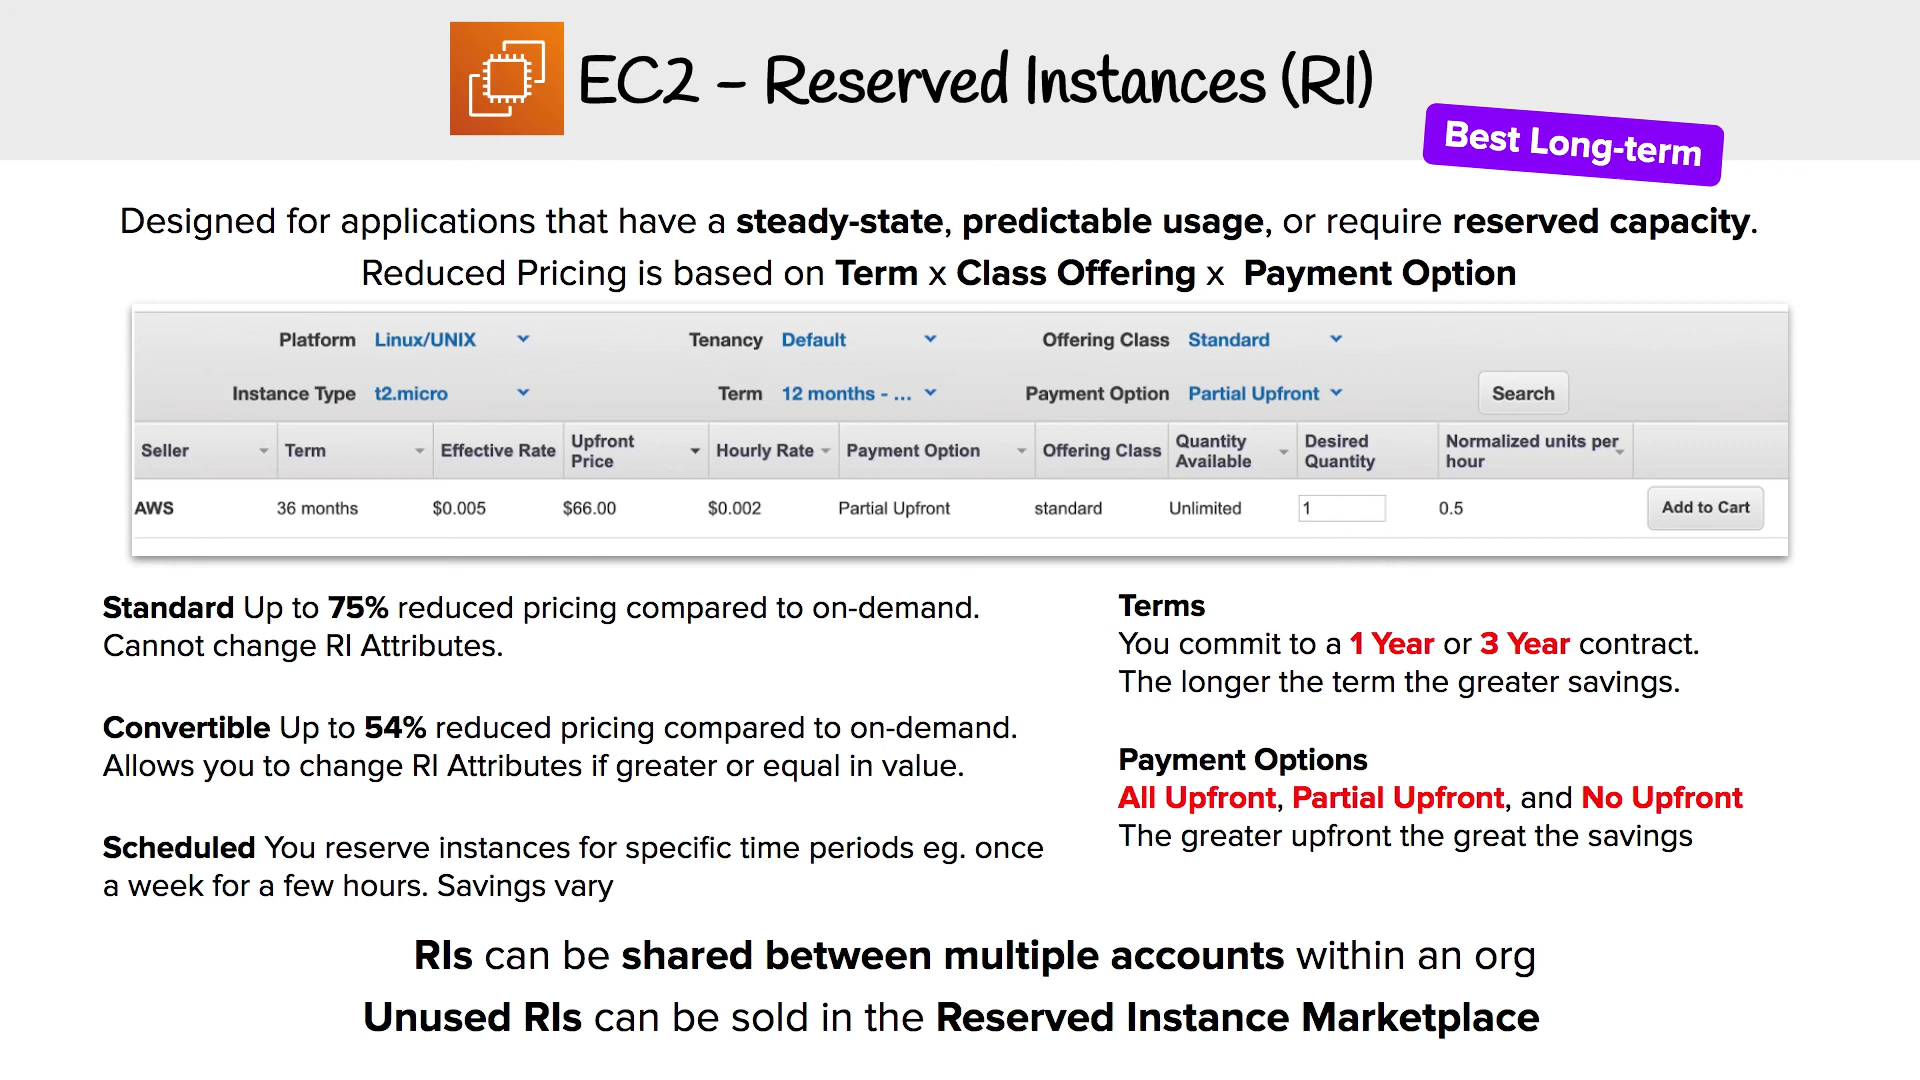 EC2 – Reserved Instances (RI)
Best Long-term
Designed for applications that have a steady-state, predictable usage, or require reserved capacity.
Reduced Pricing is based on Term x Class Offering x Payment Option
Platform Linux/UNIX Tenancy Default Offering Class Standard
Instance Type t2.micro Term 12 months - ... Payment Option Partial Upfront Search
Seller Term Effective Rate Upfront Price Hourly Rate Payment Option Offering Class Quantity Available Desired Quantity Normalized units per hour
AWS 36 months $0.005 $66.00 $0.002 Partial Upfront standard Unlimited 1 0.5 Add to Cart
Standard Up to 75% reduced pricing compared to on-demand.
Cannot change RI Attributes.
Convertible Up to 54% reduced pricing compared to on-demand.
Allows you to change RI Attributes if greater or equal in value.
Scheduled You reserve instances for specific time periods eg. once
a week for a few hours. Savings vary
Terms
You commit to a 1 Year or 3 Year contract.
The longer the term the greater savings.
Payment Options
All Upfront, Partial Upfront, and No Upfront
The greater upfront the great the savings
RIs can be shared between multiple accounts within an org
Unused RIs can be sold in the Reserved Instance Marketplace